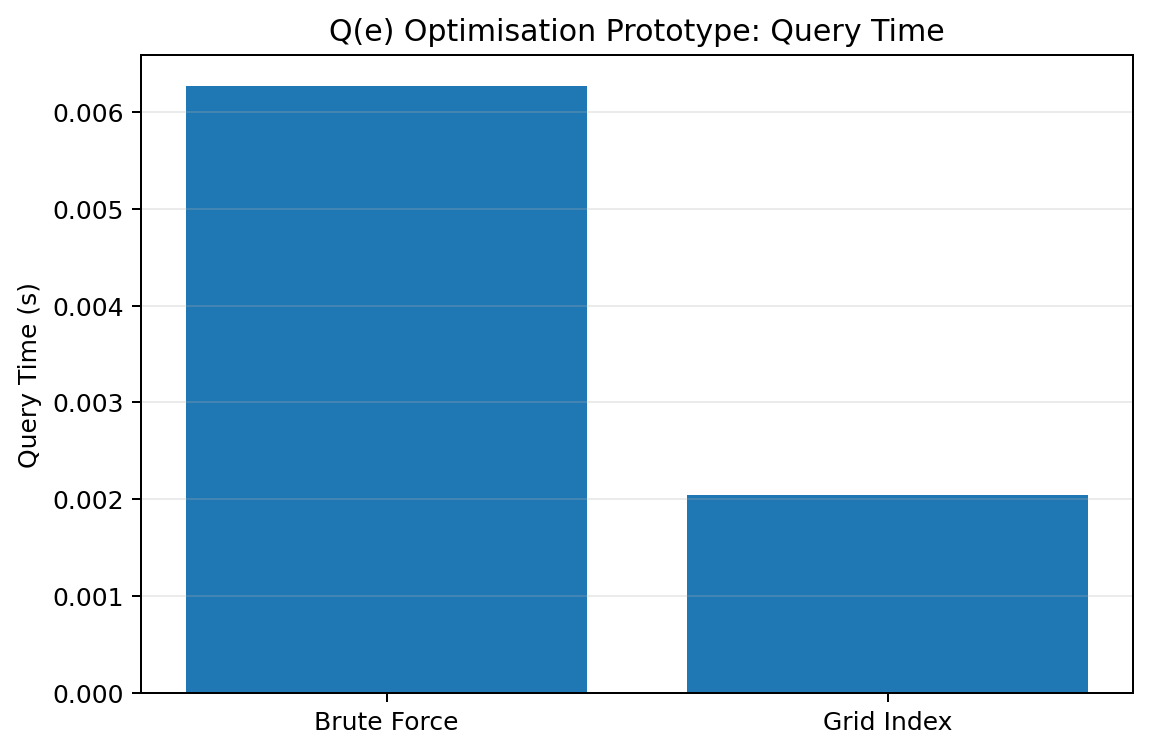 Q(e) Optimisation Prototype: Query Time
Query Time (s)
0.006
0.005
0.004
0.003
0.002
0.001
0.000
Brute Force
Grid Index